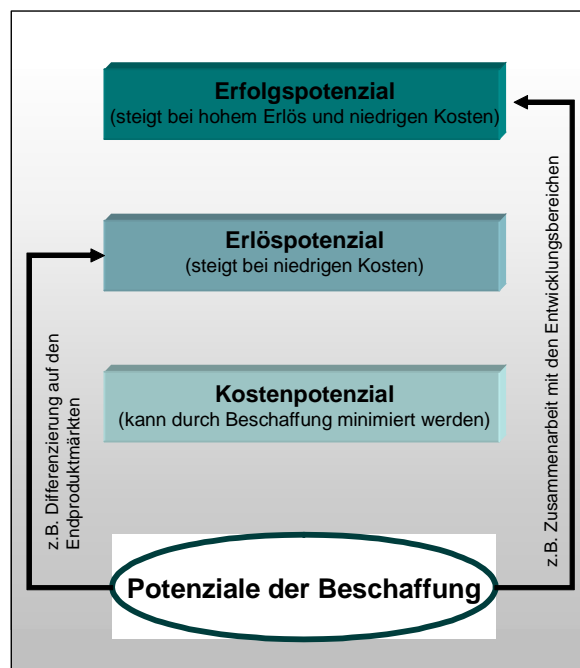 Erfolgspotenzial
(steigt bei hohem Erlös und niedrigen Kosten)
Erlöspotenzial
(steigt bei niedrigen Kosten)
Kostenpotenzial
(kann durch Beschaffung minimiert werden)
z.B. Differenzierung auf den
Endproduktmärkten
z.B. Zusammenarbeit mit den Entwicklungsbereichen
Potenziale der Beschaffung